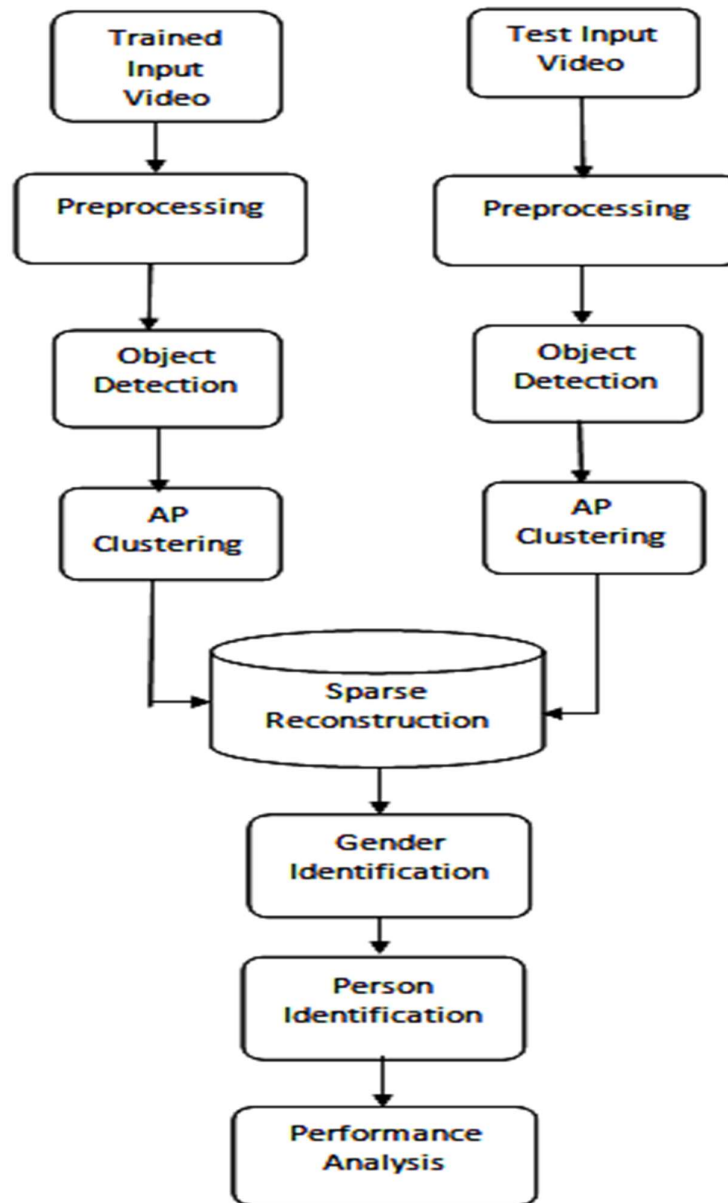 Trained
Input
Video
Test Input
Video
Preprocessing
Preprocessing
Object
Detection
Object
Detection
AP
Clustering
AP
Clustering
Sparse
Reconstruction
Gender
Identification
Person
Identification
Performance
Analysis